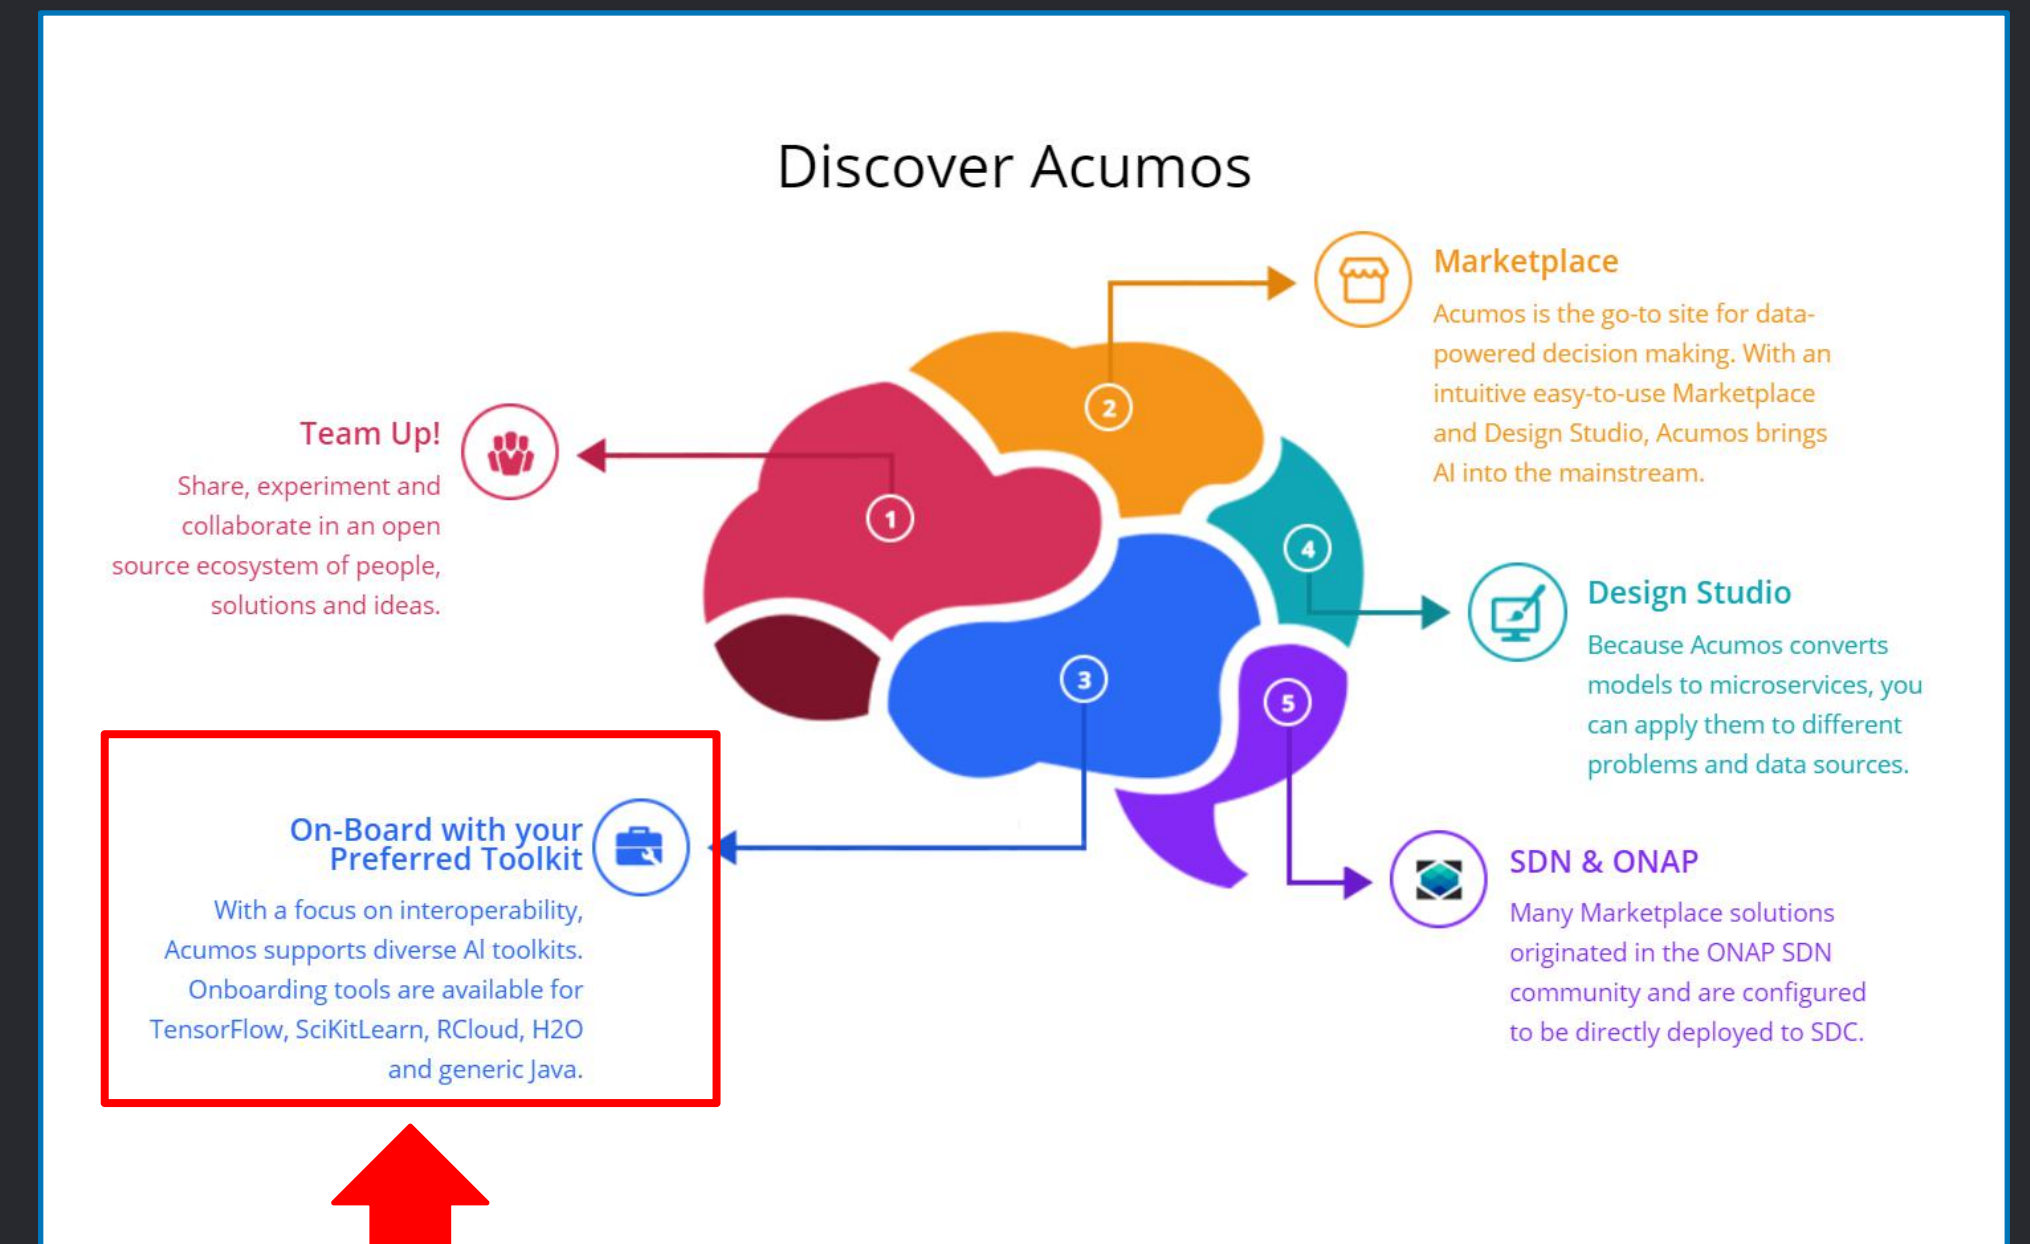 Discover Acumos
Team Up!
Share, experiment and
collaborate in an open
source ecosystem of people,
solutions and ideas.
1
2
Marketplace
Acumos is the go-to site for data-
powered decision making. With an
intuitive easy-to-use Marketplace
and Design Studio, Acumos brings
AI into the mainstream.
3
On-Board with your
Preferred Toolkit
With a focus on interoperability,
Acumos supports diverse AI toolkits.
Onboarding tools are available for
TensorFlow, SciKitLearn, RCloud, H2O
and generic Java.
4
Design Studio
Because Acumos converts
models to microservices, you
can apply them to different
problems and data sources.
5
SDN & ONAP
Many Marketplace solutions
originated in the ONAP SDN
community and are configured
to be directly deployed to SDC.